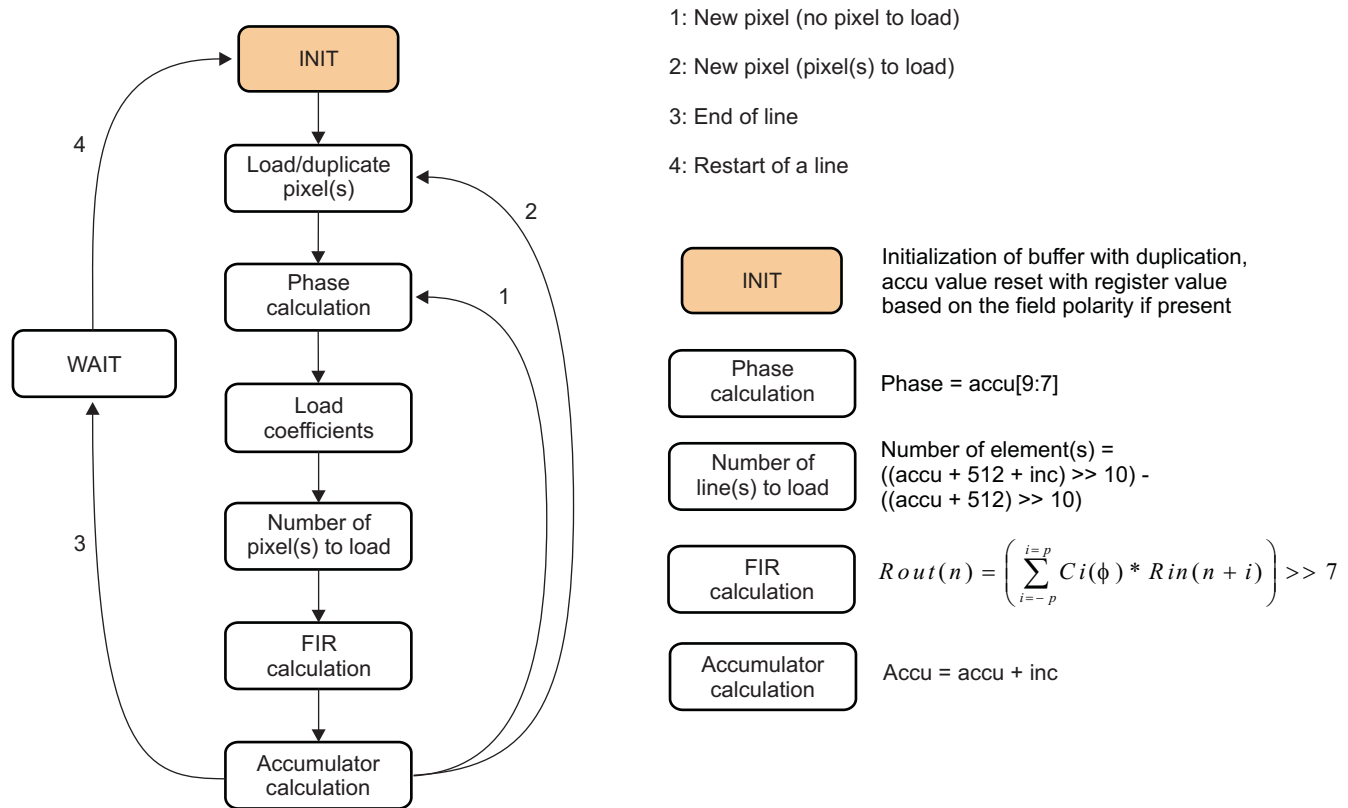 INIT
Load/duplicate
pixel(s)
Phase
calculation
Load
coefficients
Number of
pixel(s) to load
FIR
calculation
Accumulator
calculation
WAIT
4
2
1
3
1: New pixel (no pixel to load)
2: New pixel (pixel(s) to load)
3: End of line
4: Restart of a line
INIT
Initialization of buffer with duplication,
accu value reset with register value
based on the field polarity if present
Phase
calculation
Phase = accu[9:7]
Number of
line(s) to load
Number of element(s) =
((accu + 512 + inc) >> 10) -
((accu + 512) >> 10)
FIR
calculation
Rout(n) = ( ∑_{i=-p}^{i=p} Ci(ϕ) * Rin(n + i) ) >> 7
Accumulator
calculation
Accu = accu + inc